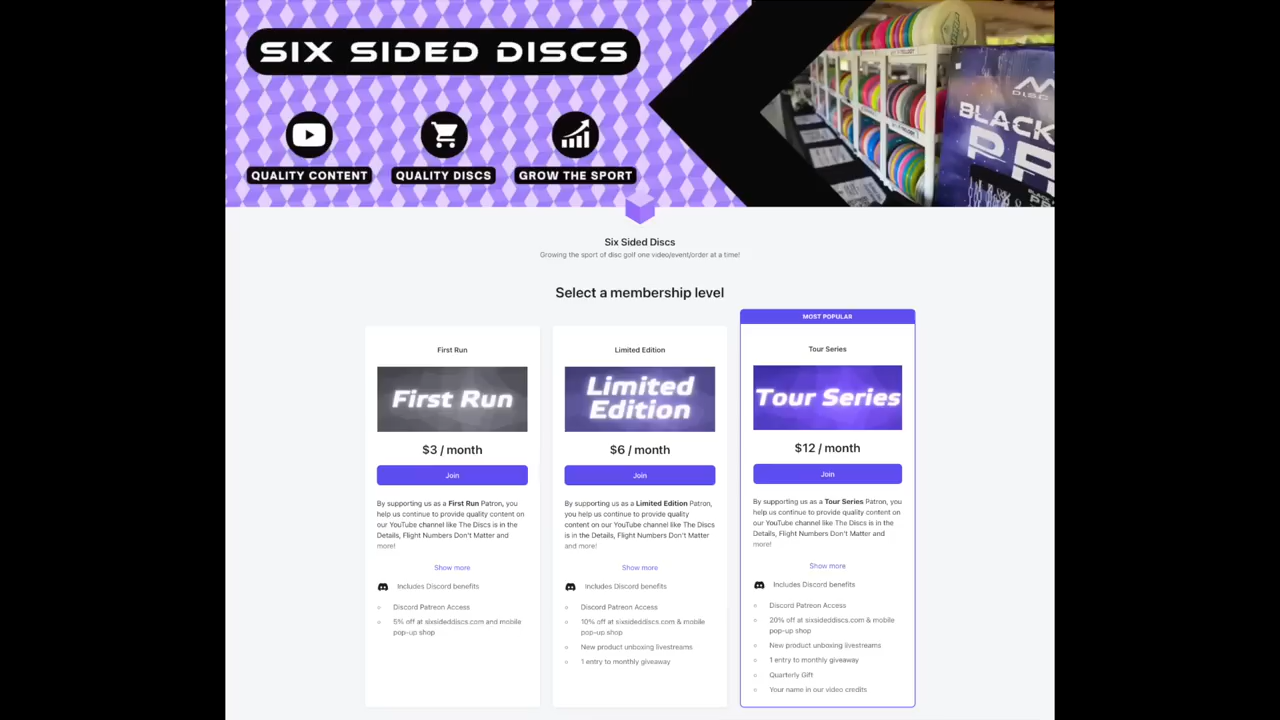 SIX SIDED DISCS
QUALITY CONTENT
QUALITY DISCS
GROW THE SPORT
DISC
BLACK
Six Sided Discs
Growing the sport of disc golf one video/event/order at a time!
Select a membership level
First Run
First Run
$3 / month
Join
By supporting us as a First Run Patron, you
help us continue to provide quality content on
our YouTube channel like The Discs is in the
Details, Flight Numbers Don't Matter and
more!
Show more
Includes Discord benefits
Discord Patreon Access
5% off at sixsideddiscs.com and mobile
pop-up shop
Limited Edition
Limited
Edition
$6 / month
Join
By supporting us as a Limited Edition Patron,
you help us continue to provide quality
content on our YouTube channel like The Discs
is in the Details, Flight Numbers Don't Matter
and more!
Show more
Includes Discord benefits
Discord Patreon Access
10% off at sixsideddiscs.com & mobile
pop-up shop
New product unboxing livestreams
1 entry to monthly giveaway
MOST POPULAR
Tour Series
Tour Series
$12 / month
Join
By supporting us as a Tour Series Patron, you
help us continue to provide quality content on
our YouTube channel like The Discs is in the
Details, Flight Numbers Don't Matter and
more!
Show more
Includes Discord benefits
Discord Patreon Access
20% off at sixsideddiscs.com & mobile
pop-up shop
New product unboxing livestreams
1 entry to monthly giveaway
Quarterly Gift
Your name in our video credits